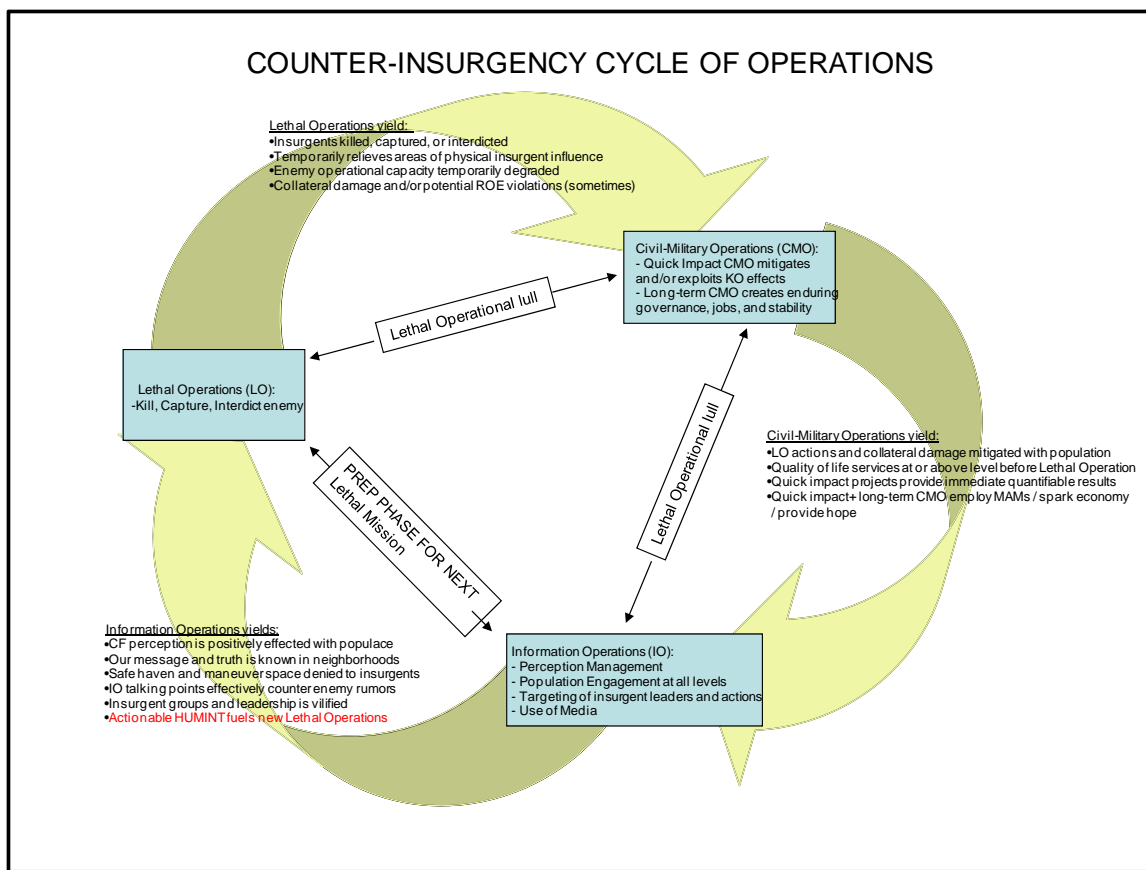 COUNTER-INSURGENCY CYCLE OF OPERATIONS
Lethal Operations yield:
•Insurgents killed, captured, or interdicted
•Temporarily relieves areas of physical insurgent influence
•Enemy operational capacity temporarily degraded
•Collateral damage and/or potential ROE violations (sometimes)
Civil-Military Operations (CMO):
- Quick Impact CMO mitigates
and/or exploits KO effects
- Long-term CMO creates enduring
governance, jobs, and stability
Lethal Operational lull
Lethal Operations (LO):
-Kill, Capture, Interdict enemy
Lethal Operational lull
Civil-Military Operations yield:
•LO actions and collateral damage mitigated with population
•Quality of life services at or above level before Lethal Operation
•Quick impact projects provide immediate quantifiable results
•Quick impact+ long-term CMO employ MAMs / spark economy
/ provide hope
PREP PHASE FOR NEXT
Lethal Mission
Information Operations yields:
•CF perception is positively effected with populace
•Our message and truth is known in neighborhoods
•Safe haven and maneuver space denied to insurgents
•IO talking points effectively counter enemy rumors
•Insurgent groups and leadership is vilified
•Actionable HUMINT fuels new Lethal Operations
Information Operations (IO):
- Perception Management
- Population Engagement at all levels
- Targeting of insurgent leaders and actions
- Use of Media